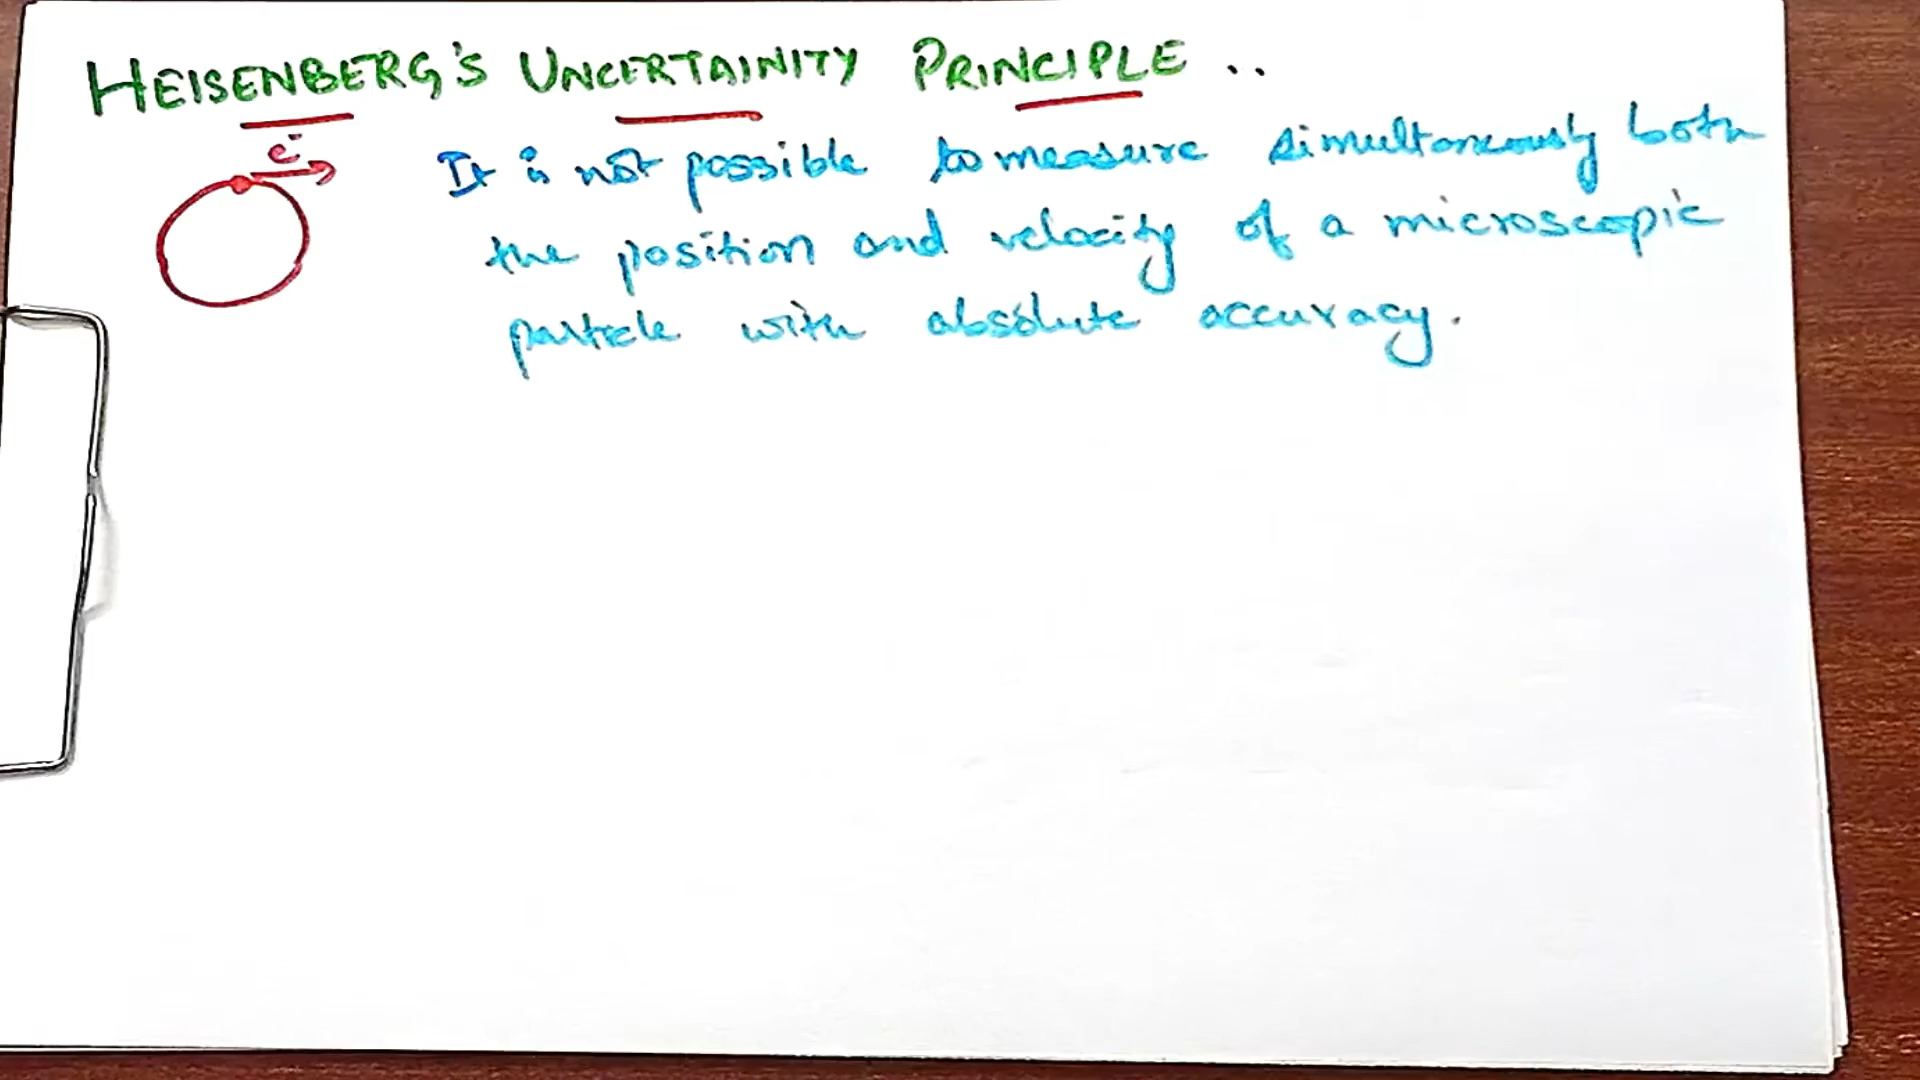 HEISENBERG'S UNCERTAINITY PRINCIPLE ..
e⁻
It is not possible to measure simultaneously both
the position and velocity of a microscopic
particle with absolute accuracy.